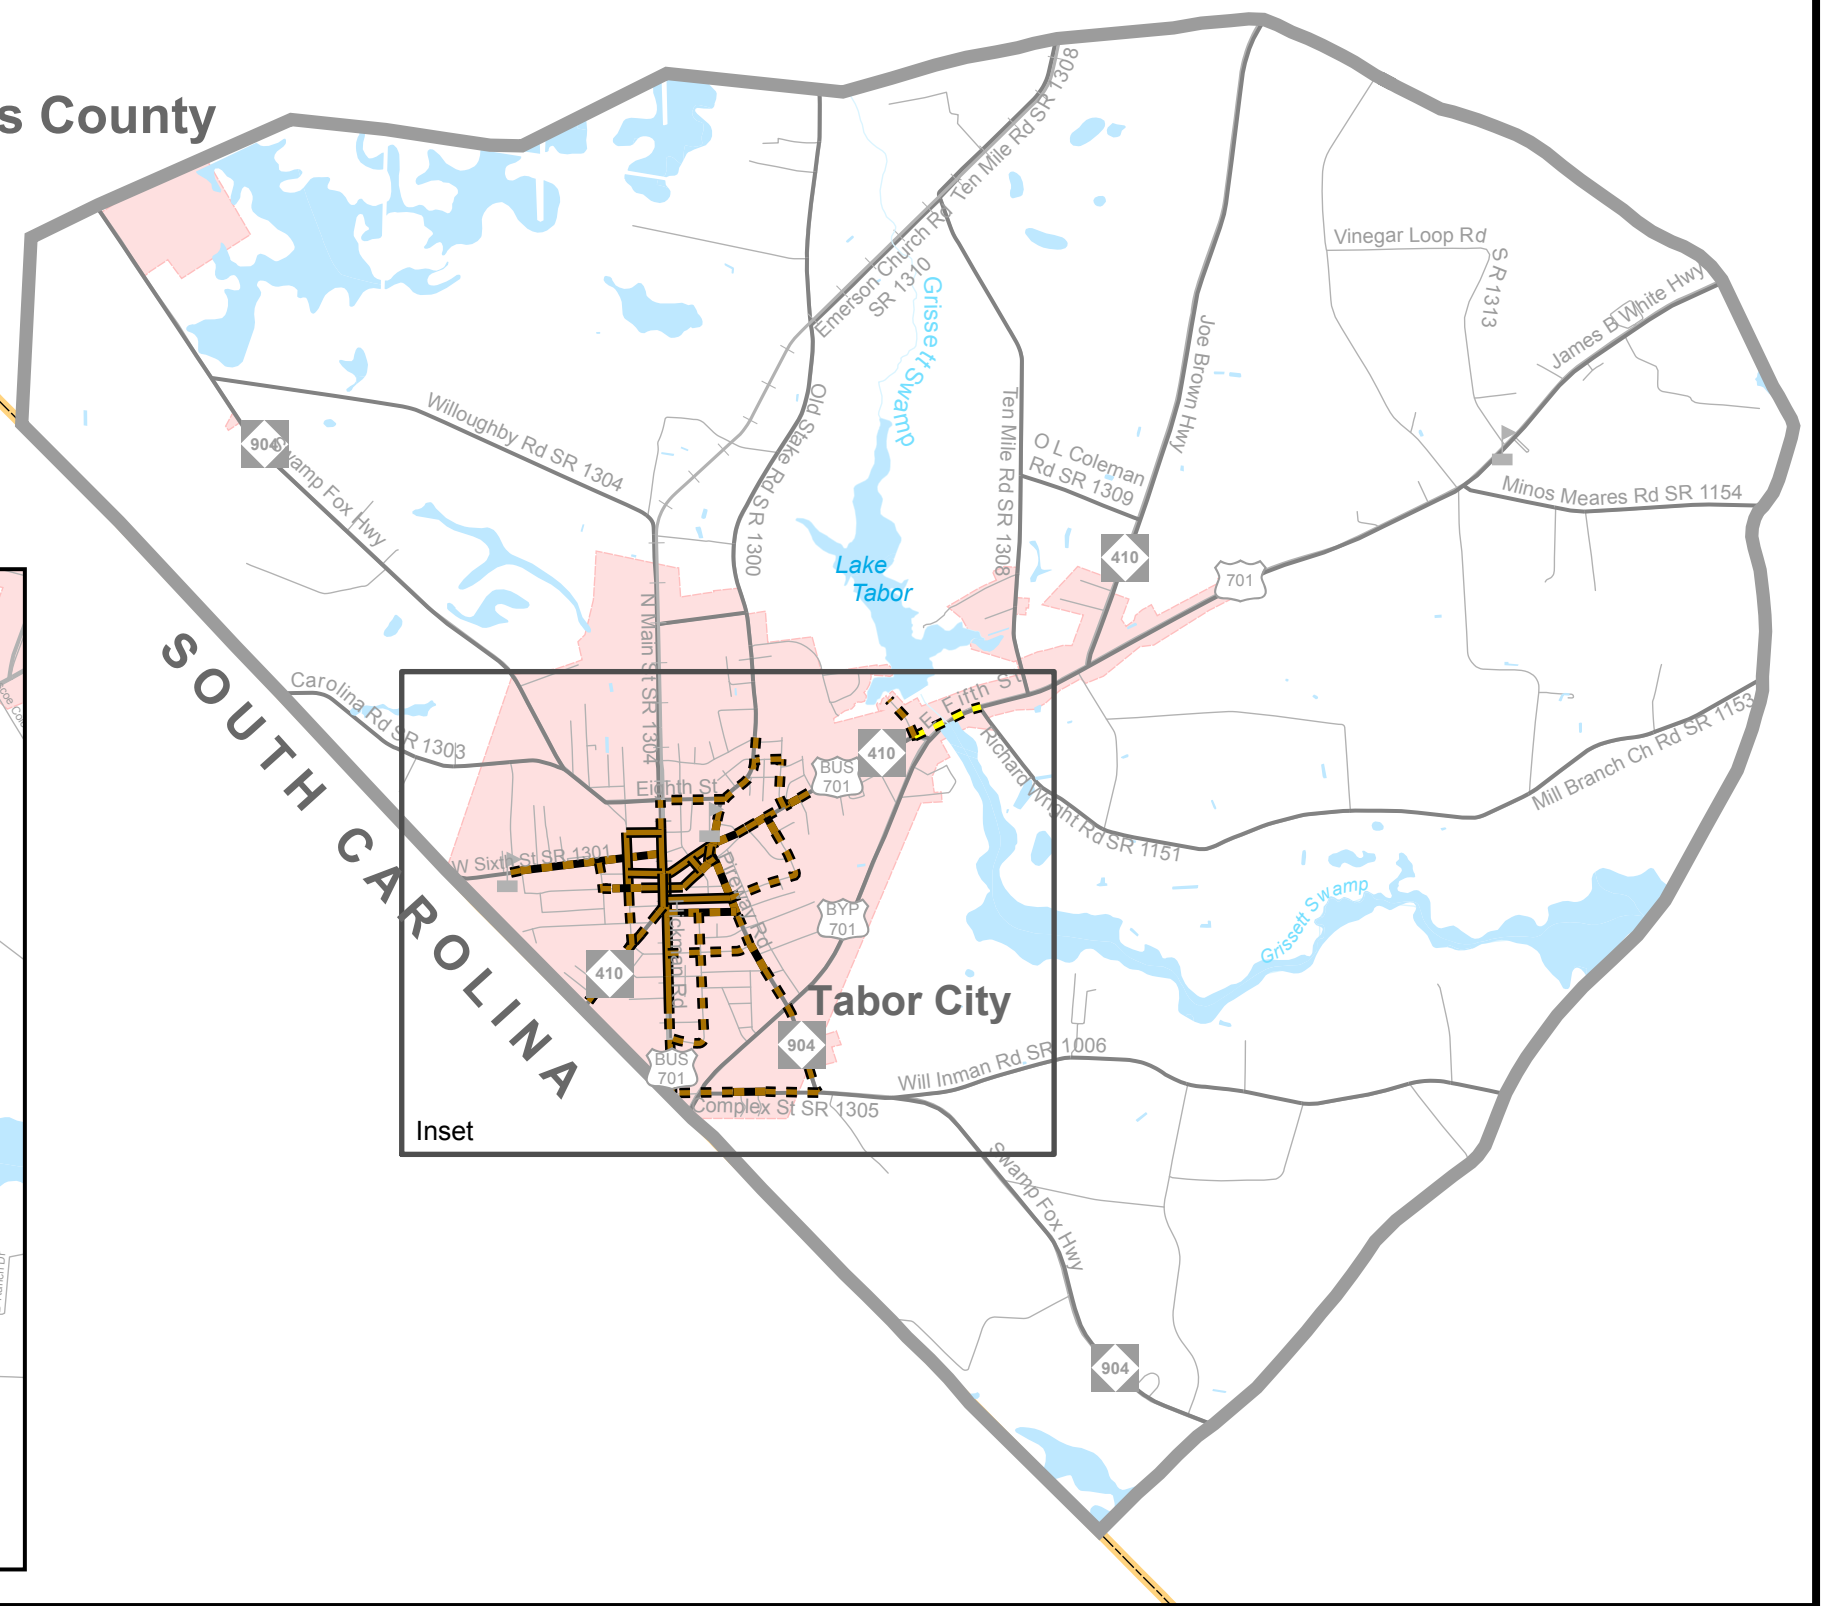 s County
Ten Mile Rd SR 1308
Emerson Church Rd
SR 1310
Grissett Swamp
Vinegar Loop Rd
S R 1313
James B White Hwy
Joe Brown Hwy
Willoughby Rd SR 1304
904
Swamp Fox Hwy
Old Stake Rd SR 1300
Ten Mile Rd SR 1308
O L Coleman
Rd SR 1309
Minos Meares Rd SR 1154
410
701
Lake
Tabor
N Main St SR 1304
SOUTH CAROLINA
Carolina Rd SR 1303
E Fifth St
410
BUS
701
Eighth St
Richard Wright Rd SR 1151
Mill Branch Ch Rd SR 1153
W Sixth St SR 1301
Pireway Rd
BYP
701
Grissett Swamp
410
Tabor City
904
BUS
701
Will Inman Rd SR 1006
Complex St SR 1305
Inset
Swamp Fox Hwy
904